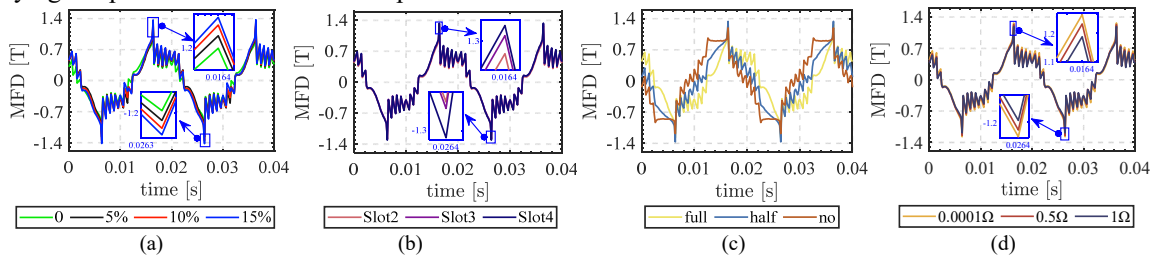 MFD [T]
1.4
0.7
0
-0.7
-1.4
1.2
0.0164
-1.2
0.0263
0 0.01 0.02 0.03 0.04
time [s]
0 5% 10% 15%
(a)
MFD [T]
1.4
0.7
0
-0.7
-1.4
1.3
0.0164
-1.3
0.0264
0 0.01 0.02 0.03 0.04
time [s]
Slot2 Slot3 Slot4
(b)
MFD [T]
1.4
0.7
0
-0.7
-1.4
0 0.01 0.02 0.03 0.04
time [s]
full half no
(c)
MFD [T]
1.4
0.7
0
-0.7
-1.4
1.2
1.1
0.0164
-1.2
0.0264
0 0.01 0.02 0.03 0.04
time [s]
0.0001Ω 0.5Ω 1Ω
(d)